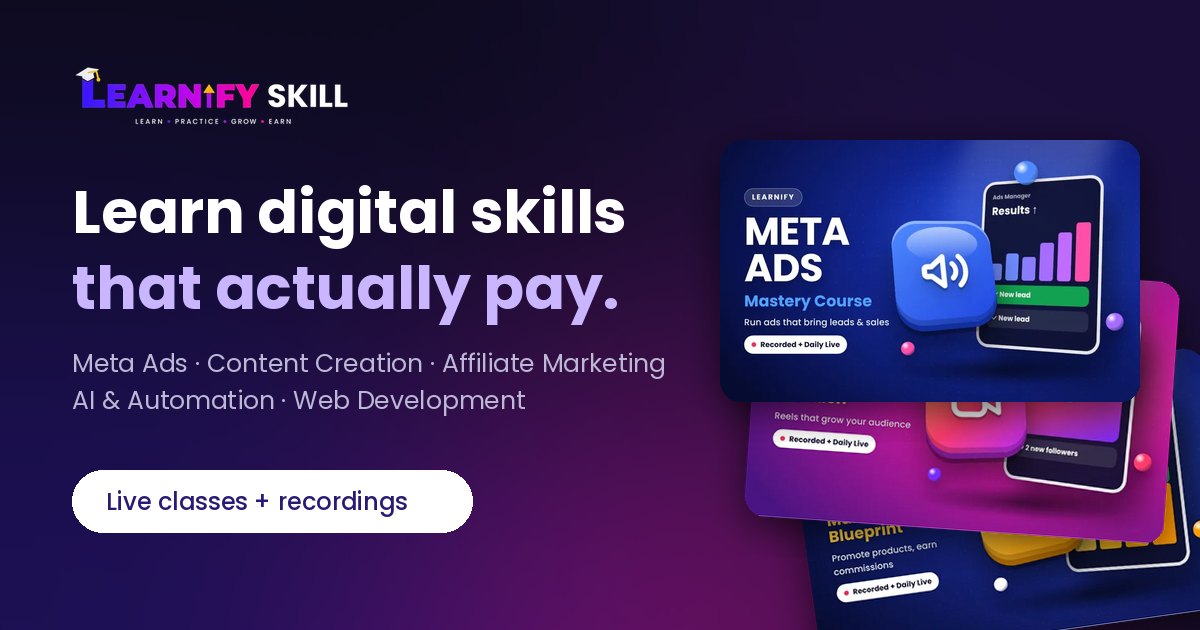 LEARNIFY SKILL
LEARN • PRACTICE • GROW • EARN
Learn digital skills
that actually pay.
Meta Ads · Content Creation · Affiliate Marketing
AI & Automation · Web Development
Live classes + recordings
LEARNIFY
META
ADS
Mastery Course
Run ads that bring leads & sales
Recorded + Daily Live
Ads Manager
Results ↑
New lead
New lead
Reels that grow your audience
Recorded + Daily Live
2 new followers
Blueprint
Promote products, earn
commissions
Recorded + Daily Live